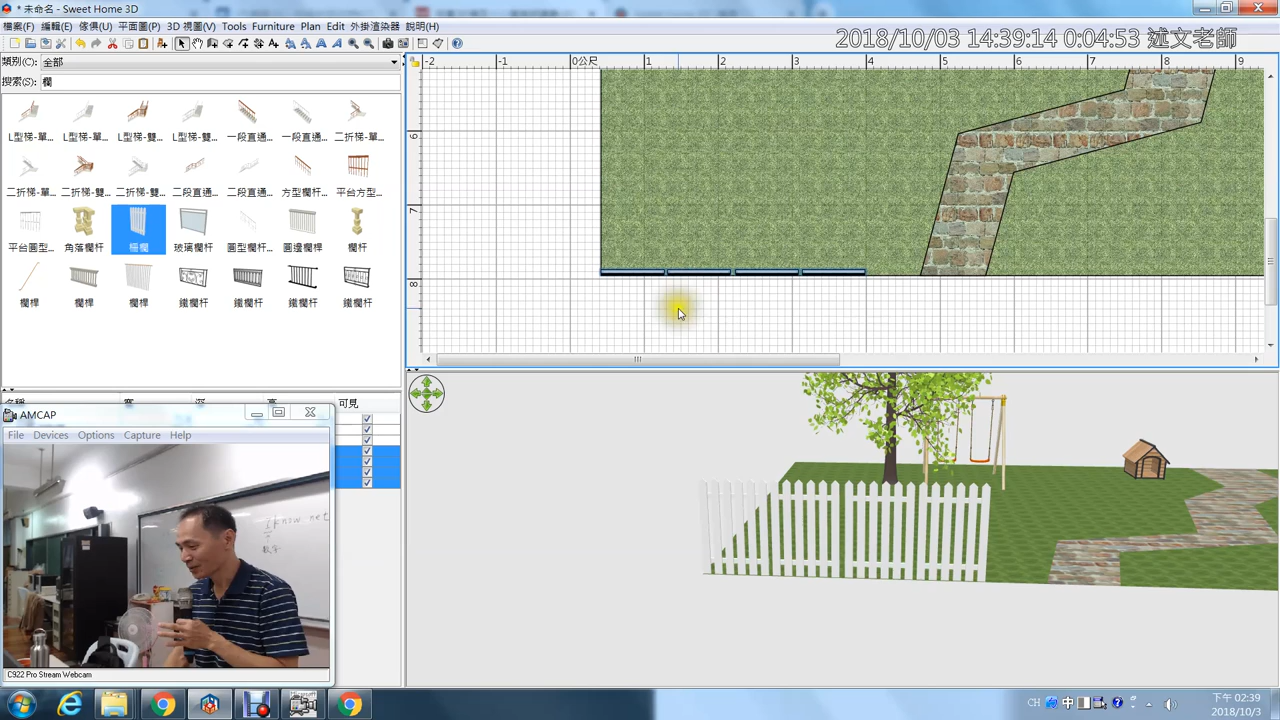 * 未命名 - Sweet Home 3D
檔案(F) 編輯(E) 傢俱(U) 平面圖(P) 3D 視圖(V) Tools Furniture Plan Edit 外掛渲染器 說明(H)
2018/10/03 14:39:14 0:04:53 述文老師
類別(C): 全部
搜索(S): 欄
-2 -1 0公尺 1 2 3 4 5 6 7 8 9
L型梯-單... L型梯-單... L型梯-雙... 一段直通... 一段直通... 二折梯-單...
二折梯-單... 二折梯-雙... 二折梯-雙... 二段直通... 二段直通... 方型欄杆... 平台方型...
平台圓型... 角落欄杆 柵欄 玻璃欄杆 圓型欄杆... 圓邊欄桿 欄杆
欄桿 欄桿 欄桿 鐵欄杆 鐵欄杆 鐵欄杆 鐵欄杆
6
7
8
可見
AMCAP
File Devices Options Capture Help
iknow net
數字
C922 Pro Stream Webcam
CH 中
下午 02:39
2018/10/3